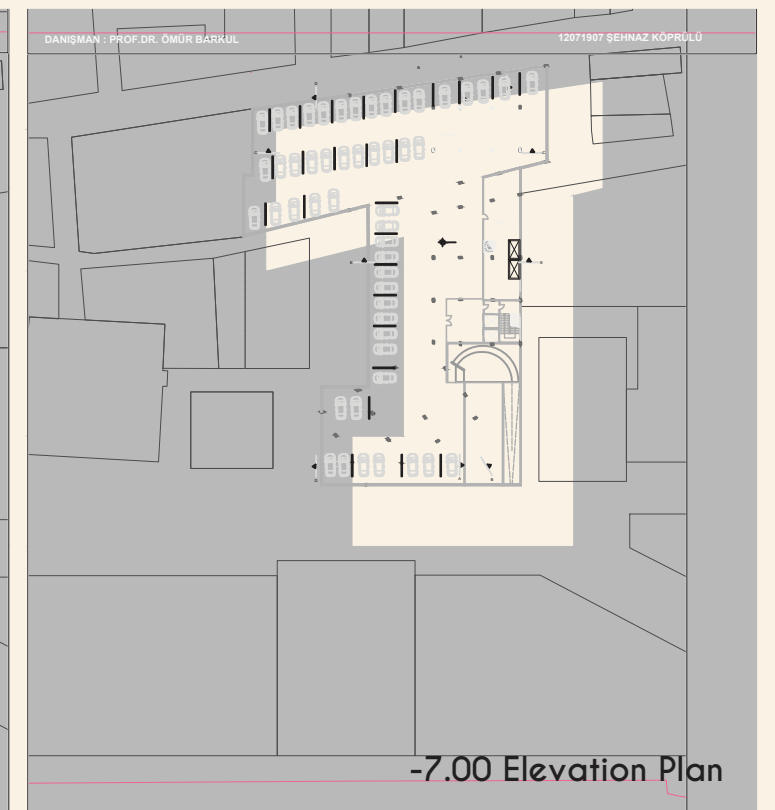 DANIŞMAN : PROF.DR. ÖMÜR BARKUL
12071907 ŞEHNAZ KÖPRÜLÜ
-7.00 Elevation Plan